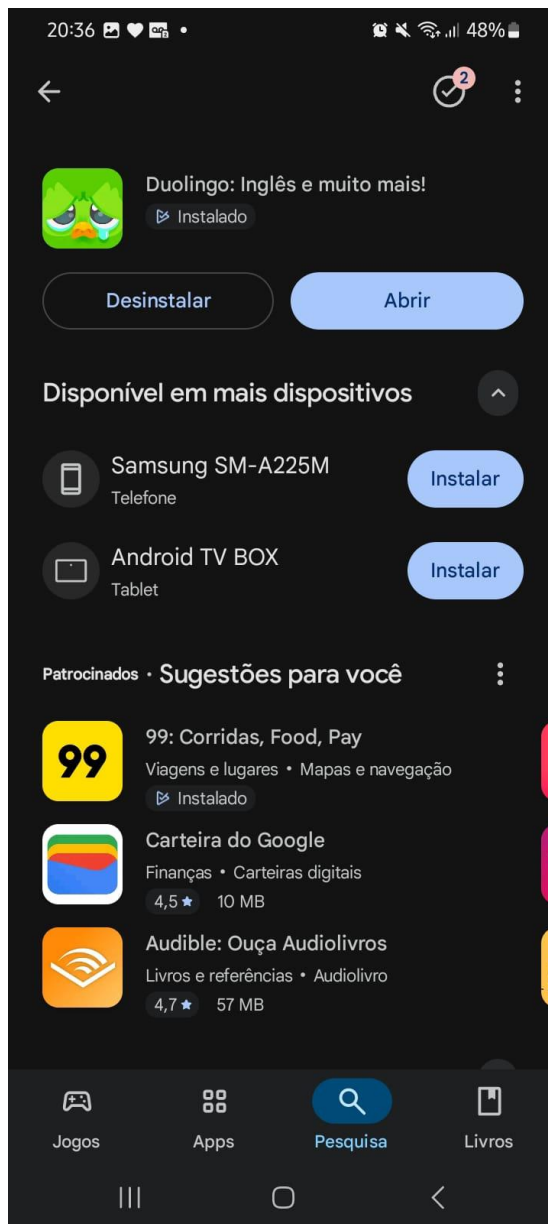 20:36
48%
2
Duolingo: Inglês e muito mais!
Instalado
Desinstalar
Abrir
Disponível em mais dispositivos
Samsung SM-A225M
Telefone
Instalar
Android TV BOX
Tablet
Instalar
Patrocinados • Sugestões para você
99
99: Corridas, Food, Pay
Viagens e lugares • Mapas e navegação
Instalado
Carteira do Google
Finanças • Carteiras digitais
4,5★ 10 MB
Audible: Ouça Audiolivros
Livros e referências • Audiolivro
4,7★ 57 MB
Jogos
Apps
Pesquisa
Livros